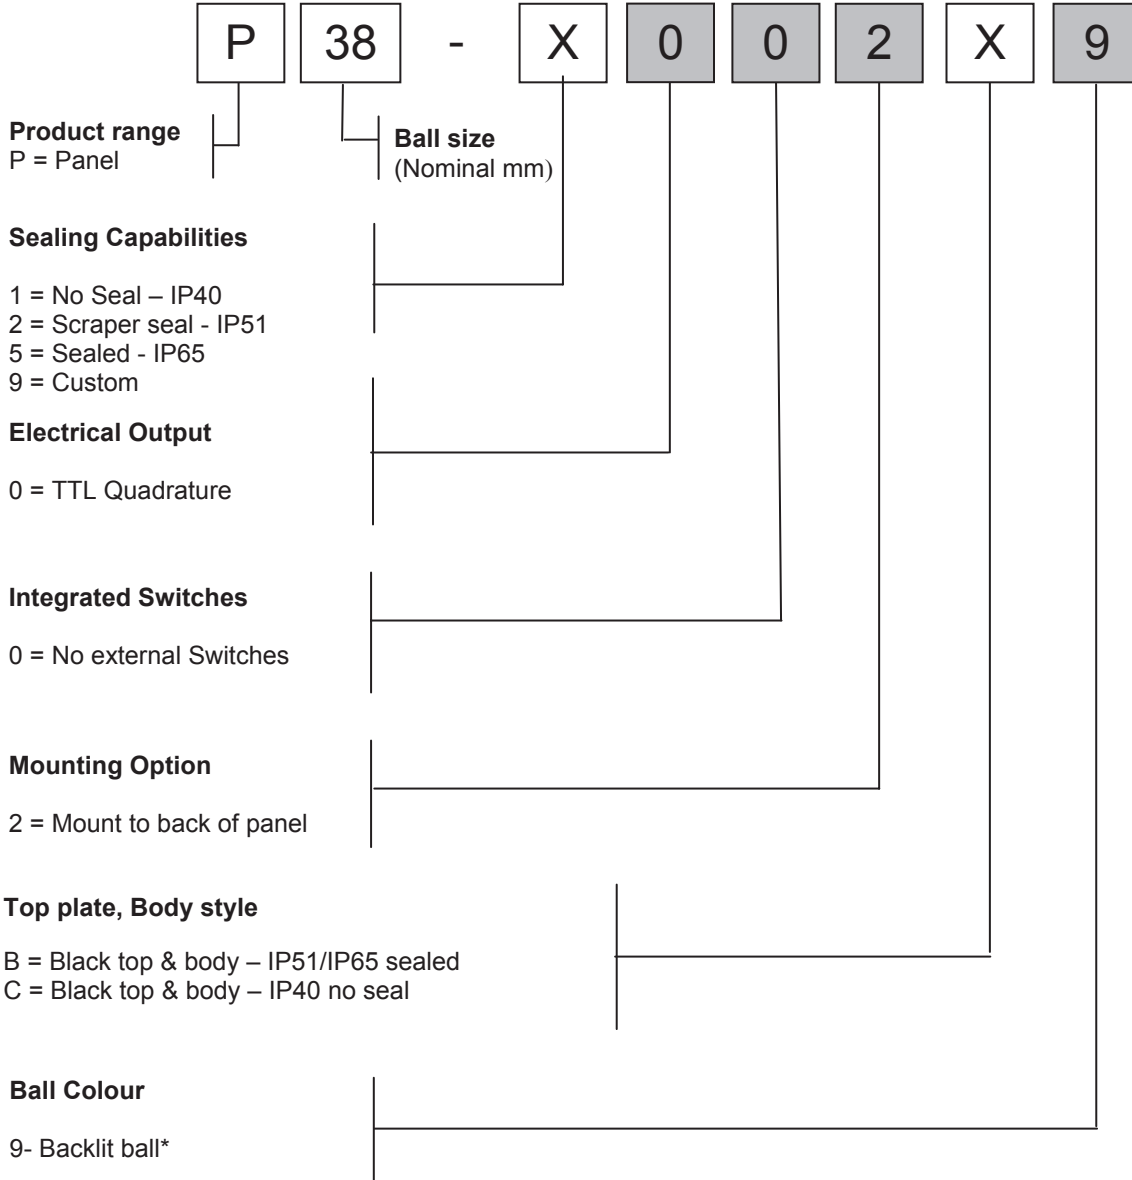 P 38 - X 0 0 2 X 9
Product range
P = Panel
Ball size
(Nominal mm)
Sealing Capabilities
1 = No Seal – IP40
2 = Scraper seal - IP51
5 = Sealed - IP65
9 = Custom
Electrical Output
0 = TTL Quadrature
Integrated Switches
0 = No external Switches
Mounting Option
2 = Mount to back of panel
Top plate, Body style
B = Black top & body – IP51/IP65 sealed
C = Black top & body – IP40 no seal
Ball Colour
9- Backlit ball*